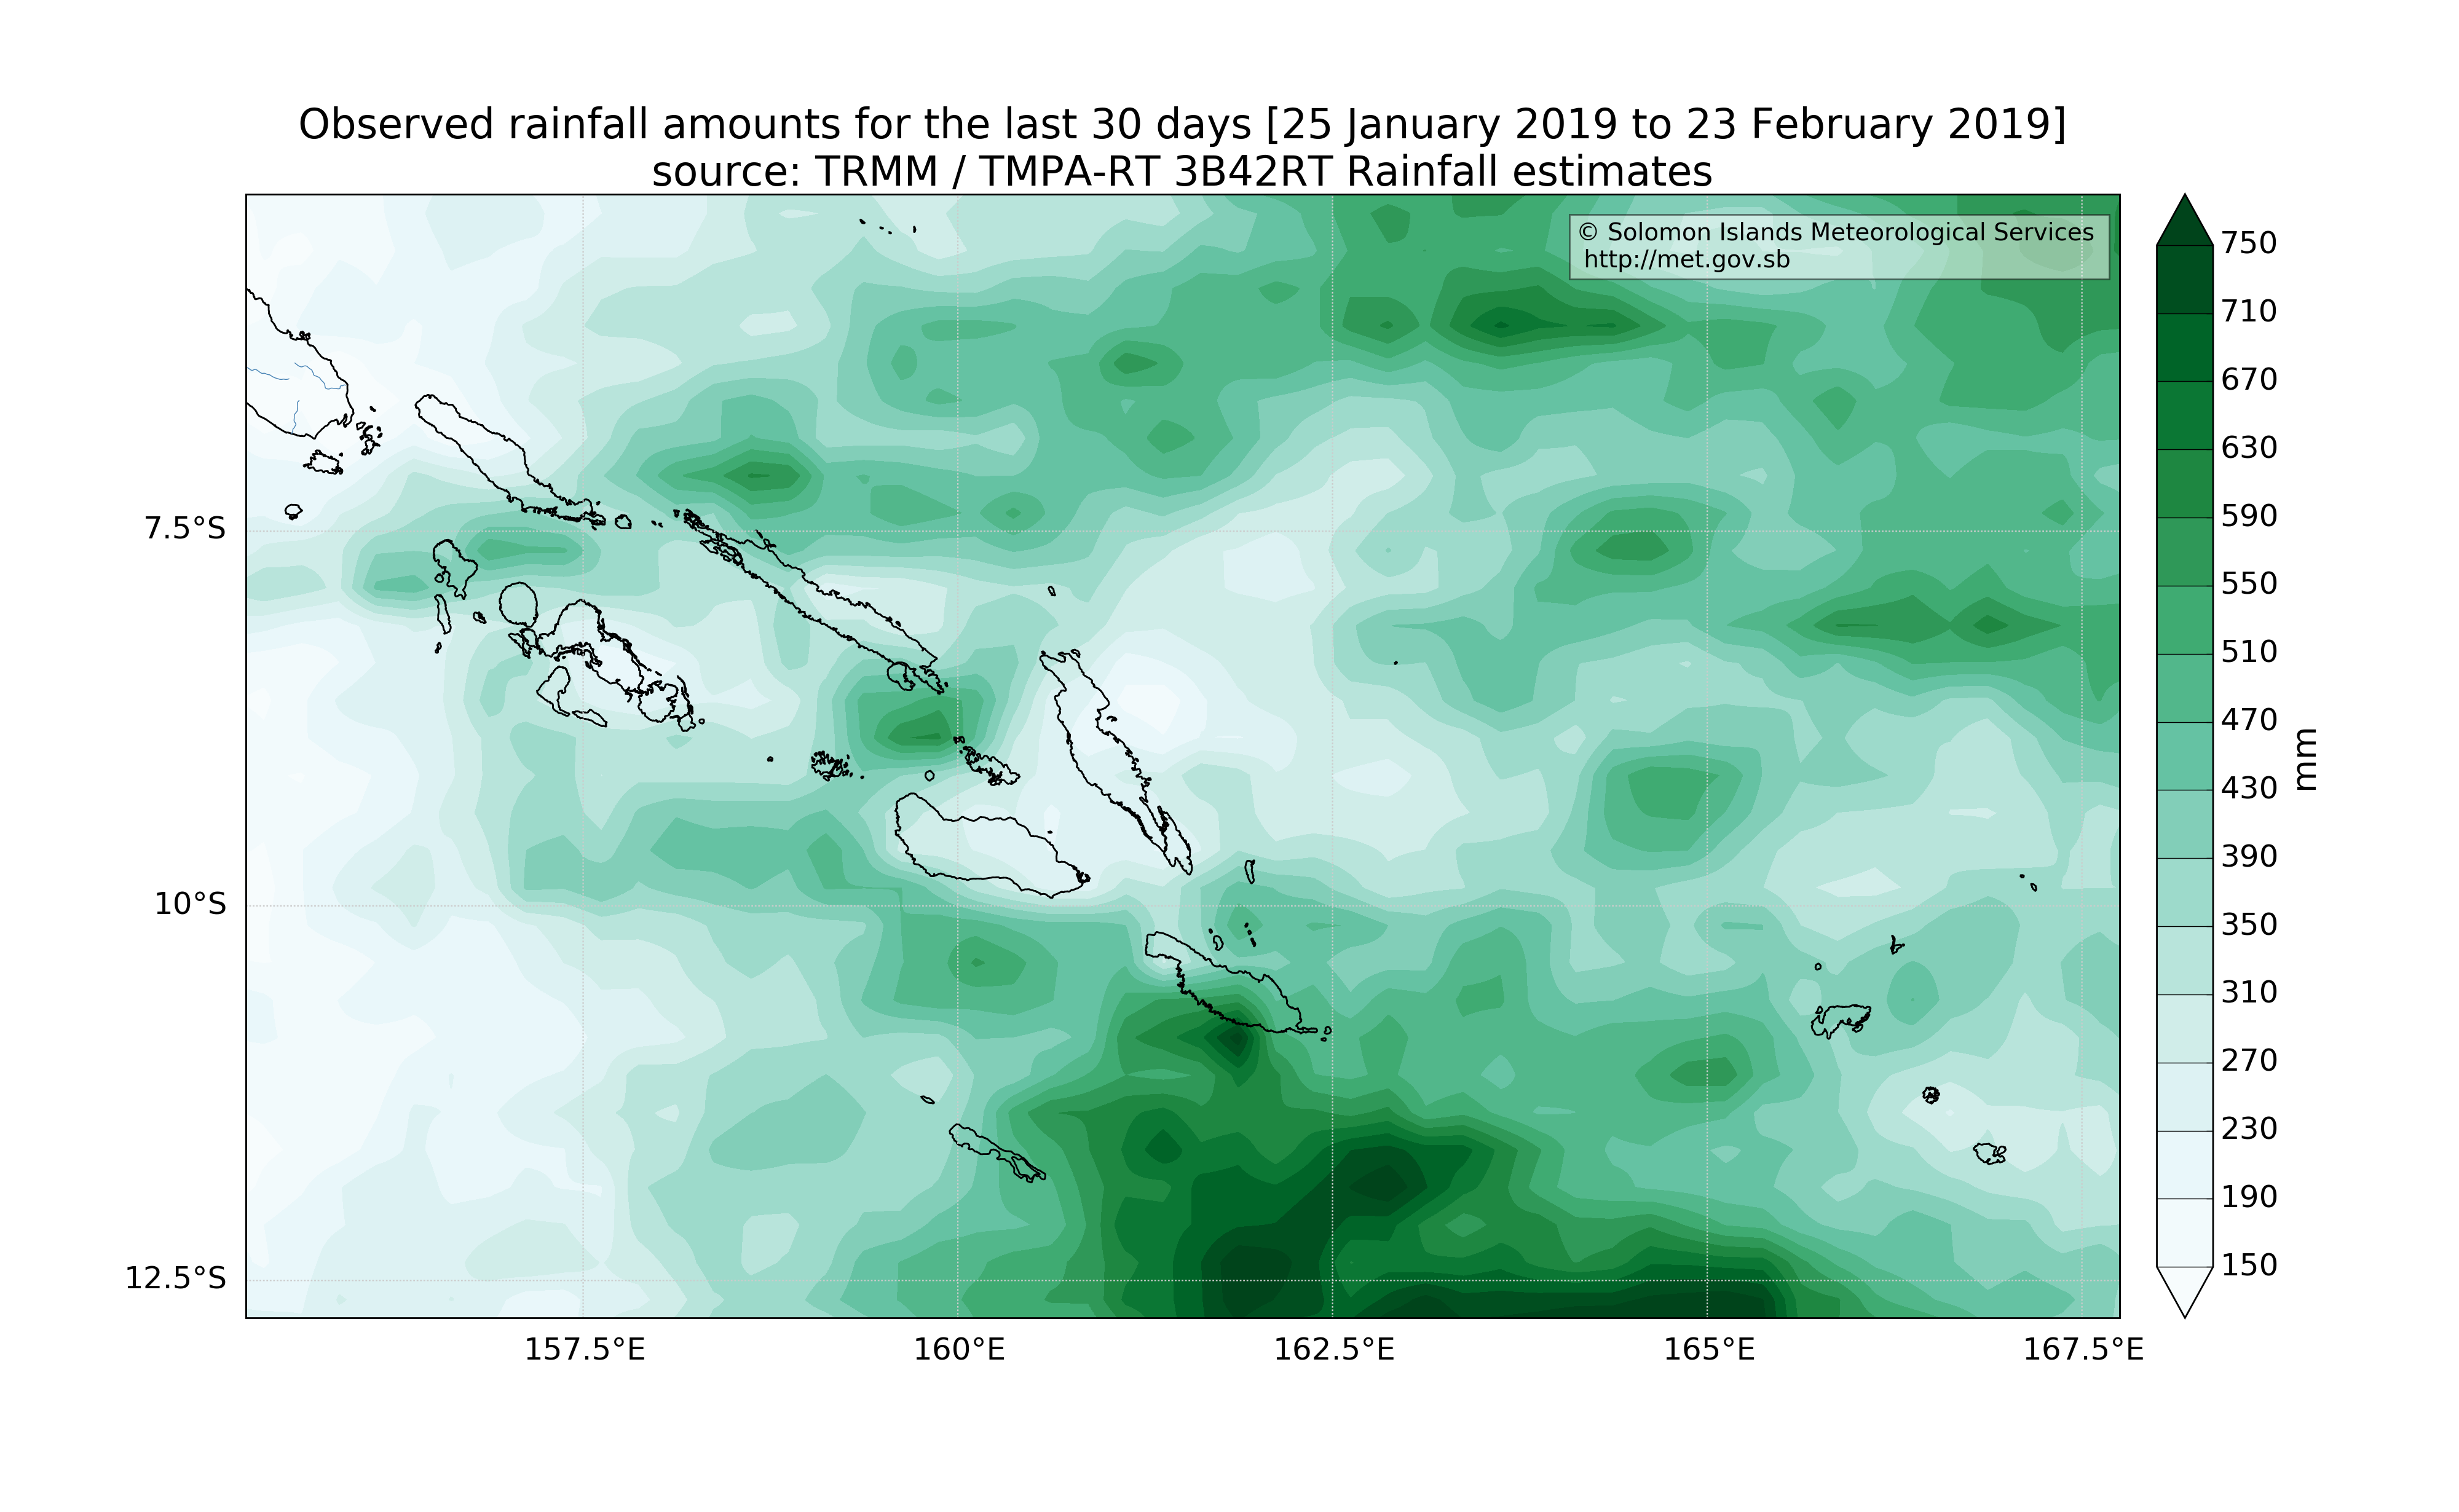 Observed rainfall amounts for the last 30 days [25 January 2019 to 23 February 2019]
source: TRMM / TMPA-RT 3B42RT Rainfall estimates
© Solomon Islands Meteorological Services
http://met.gov.sb
7.5°S
10°S
12.5°S
157.5°E
160°E
162.5°E
165°E
167.5°E
750
710
670
630
590
550
510
470
430
390
350
310
270
230
190
150
mm